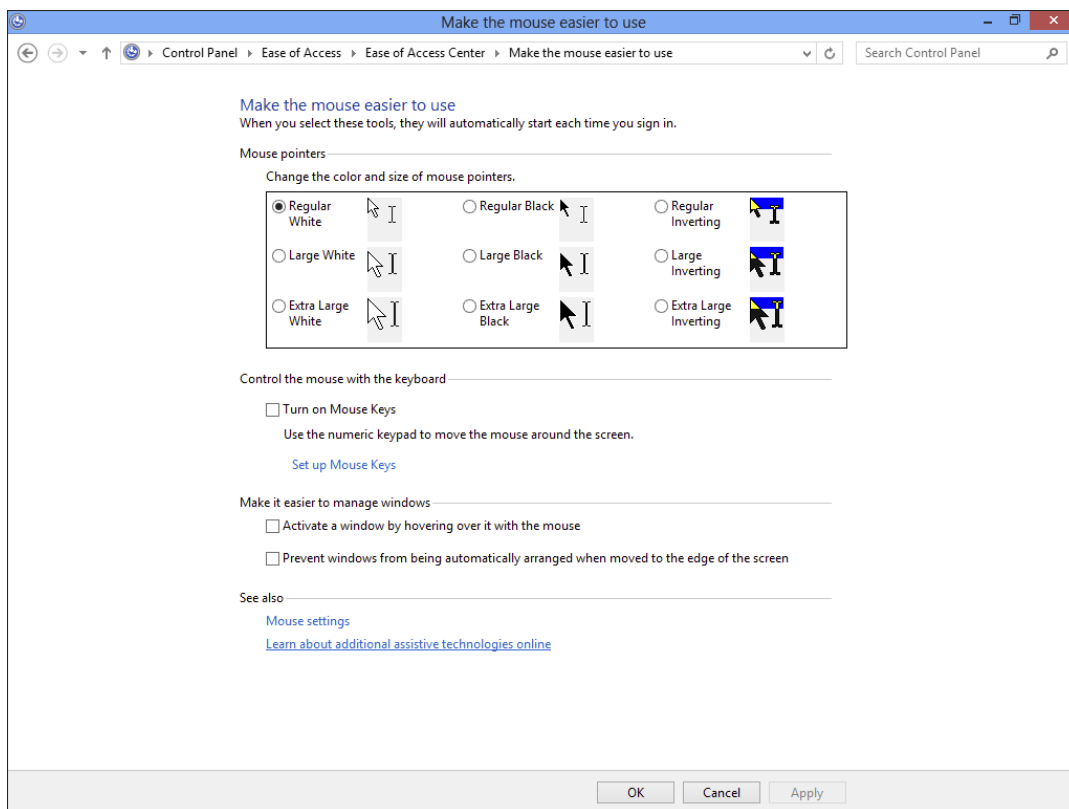 Make the mouse easier to use
Control Panel Ease of Access Ease of Access Center Make the mouse easier to use Search Control Panel
Make the mouse easier to use
When you select these tools, they will automatically start each time you sign in.
Mouse pointers
Change the color and size of mouse pointers.
Regular White
Regular Black
Regular Inverting
Large White
Large Black
Large Inverting
Extra Large White
Extra Large Black
Extra Large Inverting
Control the mouse with the keyboard
Turn on Mouse Keys
Use the numeric keypad to move the mouse around the screen.
Set up Mouse Keys
Make it easier to manage windows
Activate a window by hovering over it with the mouse
Prevent windows from being automatically arranged when moved to the edge of the screen
See also
Mouse settings
Learn about additional assistive technologies online
OK Cancel Apply